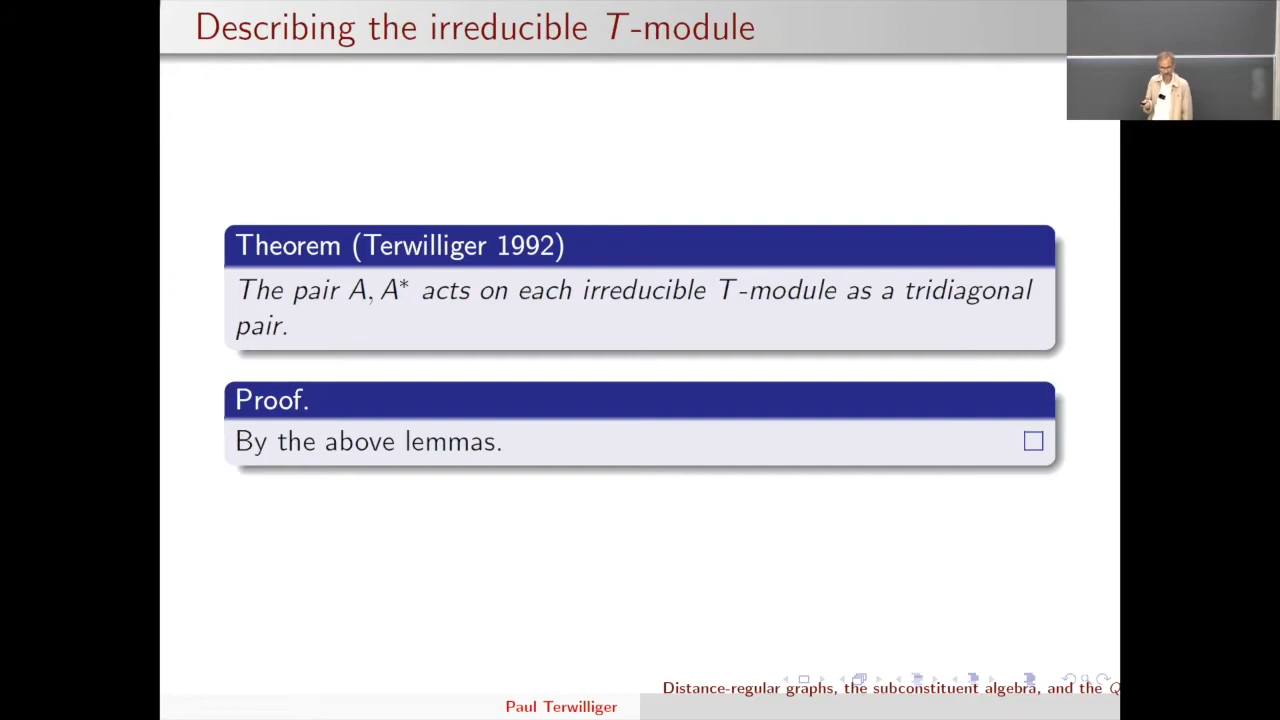 Describing the irreducible T-module
Theorem (Terwilliger 1992)
The pair A, A* acts on each irreducible T-module as a tridiagonal
pair.
Proof.
By the above lemmas.
Distance-regular graphs, the subconstituent algebra, and the Q
Paul Terwilliger